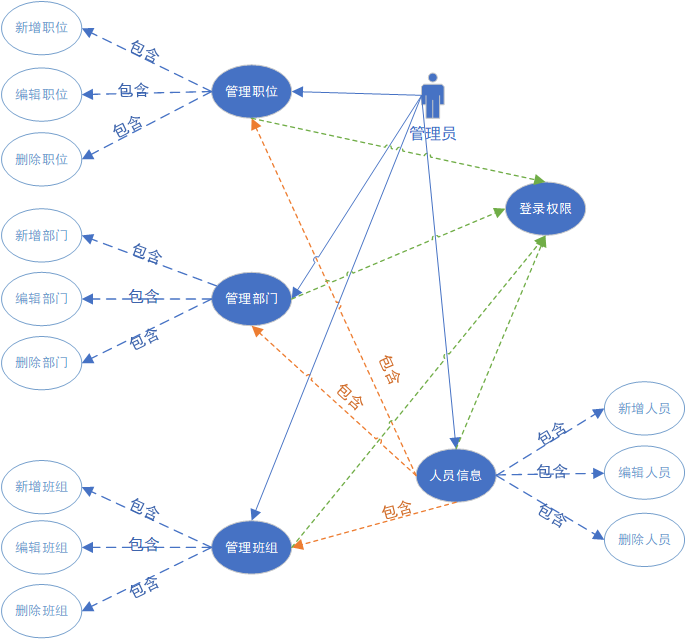 新增职位
包含
管理职位
编辑职位
包含
包含
删除职位
管理员
登录权限
新增部门
包含
管理部门
编辑部门
包含
包含
删除部门
包含
包含
新增人员
包含
人员信息
包含
编辑人员
包含
删除人员
包含
新增班组
包含
管理班组
编辑班组
包含
包含
删除班组